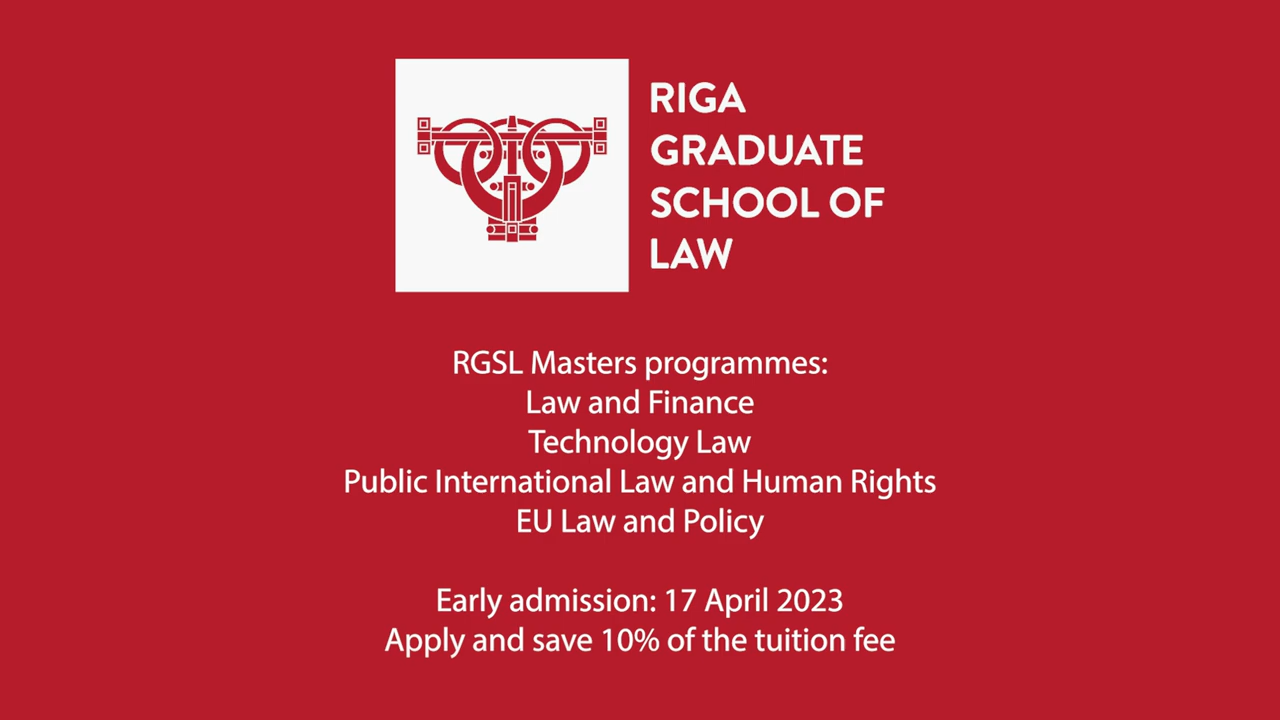 RIGA
GRADUATE
SCHOOL OF
LAW
RGSL Masters programmes:
Law and Finance
Technology Law
Public International Law and Human Rights
EU Law and Policy
Early admission: 17 April 2023
Apply and save 10% of the tuition fee